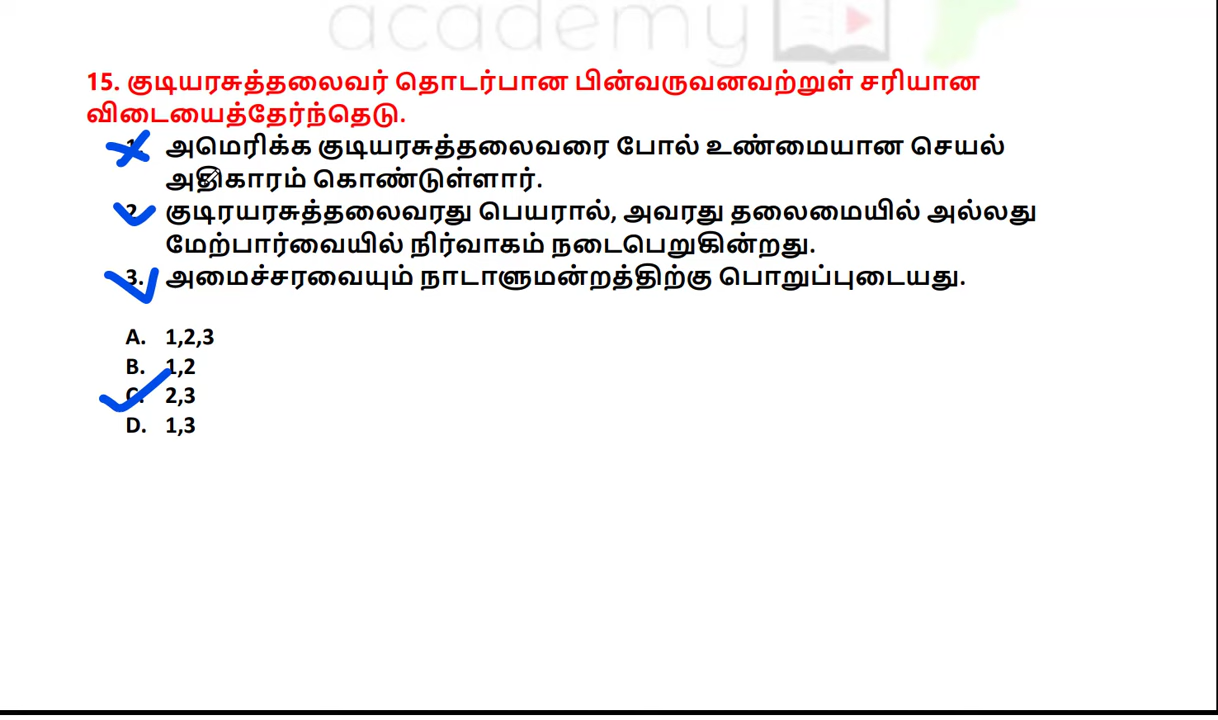 academy
15. குடியரசுத்தலைவர் தொடர்பான பின்வருவனவற்றுள் சரியான
விடையைத்தேர்ந்தெடு.
1. அமெரிக்க குடியரசுத்தலைவரை போல் உண்மையான செயல்
அதிகாரம் கொண்டுள்ளார்.
2. குடிரயரசுத்தலைவரது பெயரால், அவரது தலைமையில் அல்லது
மேற்பார்வையில் நிர்வாகம் நடைபெறுகின்றது.
3. அமைச்சரவையும் நாடாளுமன்றத்திற்கு பொறுப்புடையது.
A. 1,2,3
B. 1,2
C. 2,3
D. 1,3